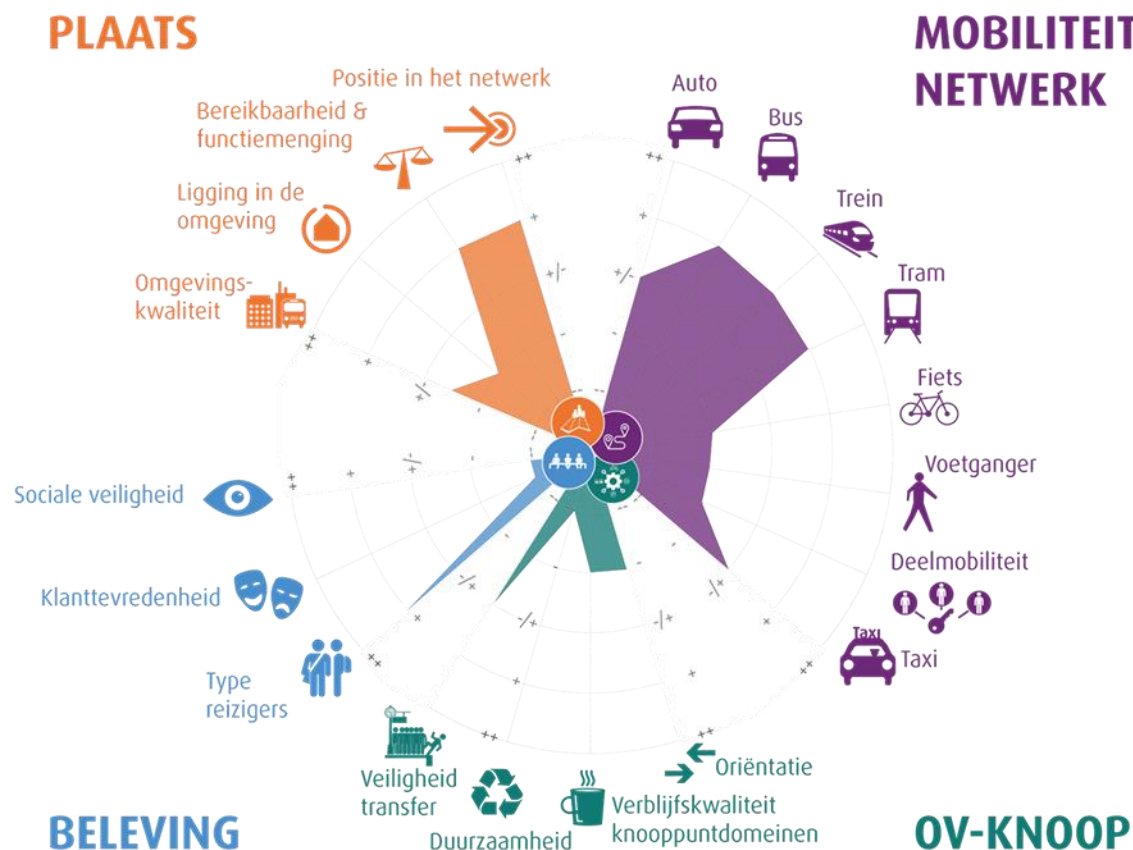 PLAATS
MOBILITEIT
NETWERK
Positie in het netwerk
Bereikbaarheid &
functiemenging
Ligging in de
omgeving
Omgevings-
kwaliteit
Auto
Bus
Trein
Tram
Fiets
Voetganger
Deelmobiliteit
Taxi
Taxi
Sociale veiligheid
Klanttevredenheid
Type
reizigers
Veiligheid
transfer
Duurzaamheid
Verblijfskwaliteit
knooppuntdomeinen
Oriëntatie
BELEVING
OV-KNOOP
++
++
+
+
+/-
+/-
-
-
++
+
+/-
-
++
+
+/-
-
++
+
+/-
-
++
+
+/-
-
++
+
+/-
-
++
+
+/-
-